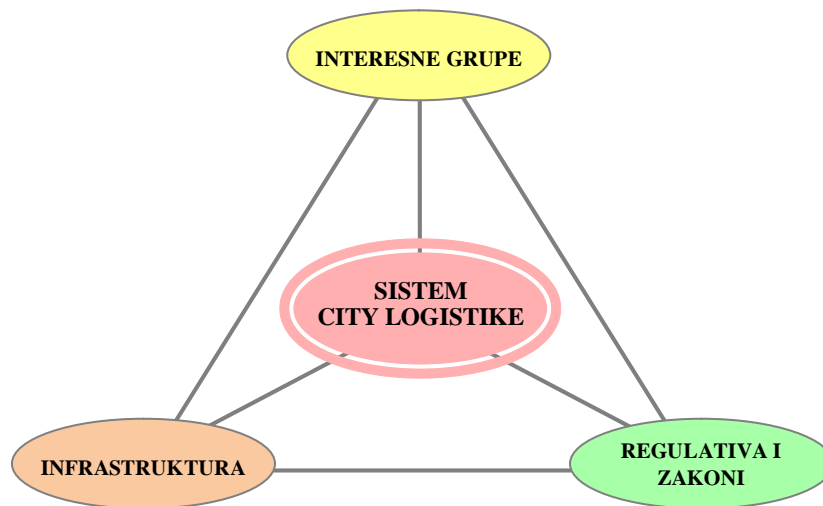 INTERESNE GRUPE
SISTEM
CITY LOGISTIKE
INFRASTRUKTURA
REGULATIVA I
ZAKONI